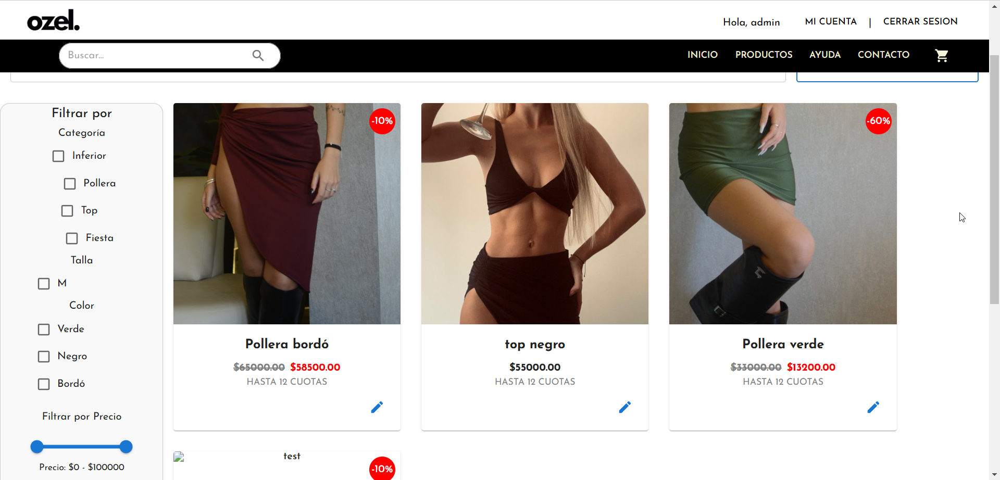 ozel.
Hola, admin
MI CUENTA | CERRAR SESION
Buscar...
INICIO
PRODUCTOS
AYUDA
CONTACTO
Filtrar por
Categoría
Inferior
Pollera
Top
Fiesta
Talla
M
Color
Verde
Negro
Bordó
Filtrar por Precio
Precio: $0 - $100000
-10%
Pollera bordó
$65000.00 $58500.00
HASTA 12 CUOTAS
top negro
$55000.00
HASTA 12 CUOTAS
-60%
Pollera verde
$33000.00 $13200.00
HASTA 12 CUOTAS
test
-10%